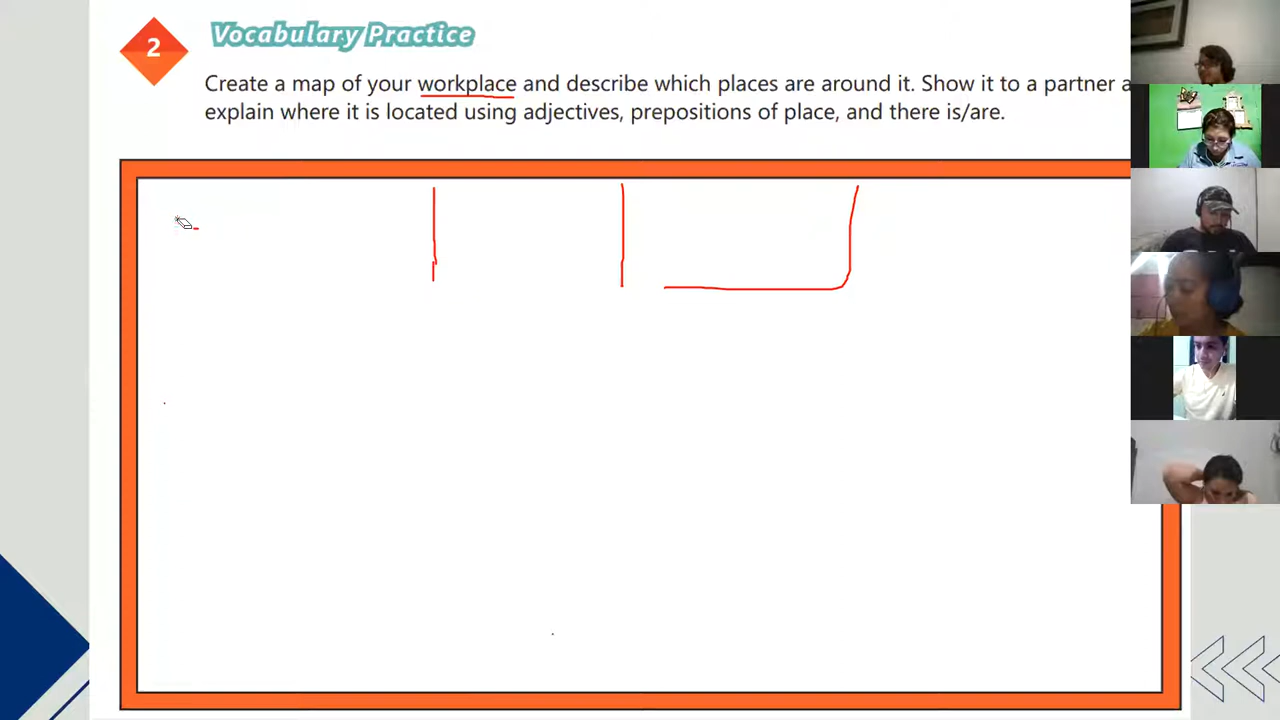 2
Vocabulary Practice
Create a map of your workplace and describe which places are around it. Show it to a partner
explain where it is located using adjectives, prepositions of place, and there is/are.